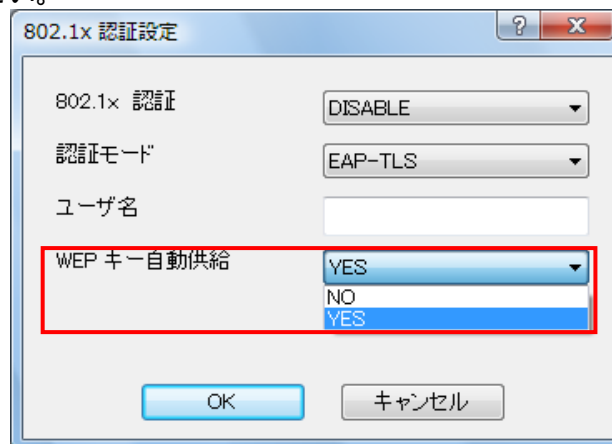 802.1x 認証設定
802.1x 認証 DISABLE
認証モード EAP-TLS
ユーザ名
WEP キー自動供給 YES
NO
YES
OK キャンセル